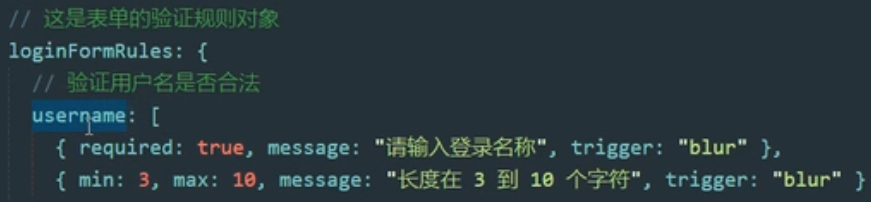 // 这是表单的验证规则对象
loginFormRules: {
// 验证用户名是否合法
username: [
{ required: true, message: "请输入登录名称", trigger: "blur" },
{ min: 3, max: 10, message: "长度在 3 到 10 个字符", trigger: "blur" }